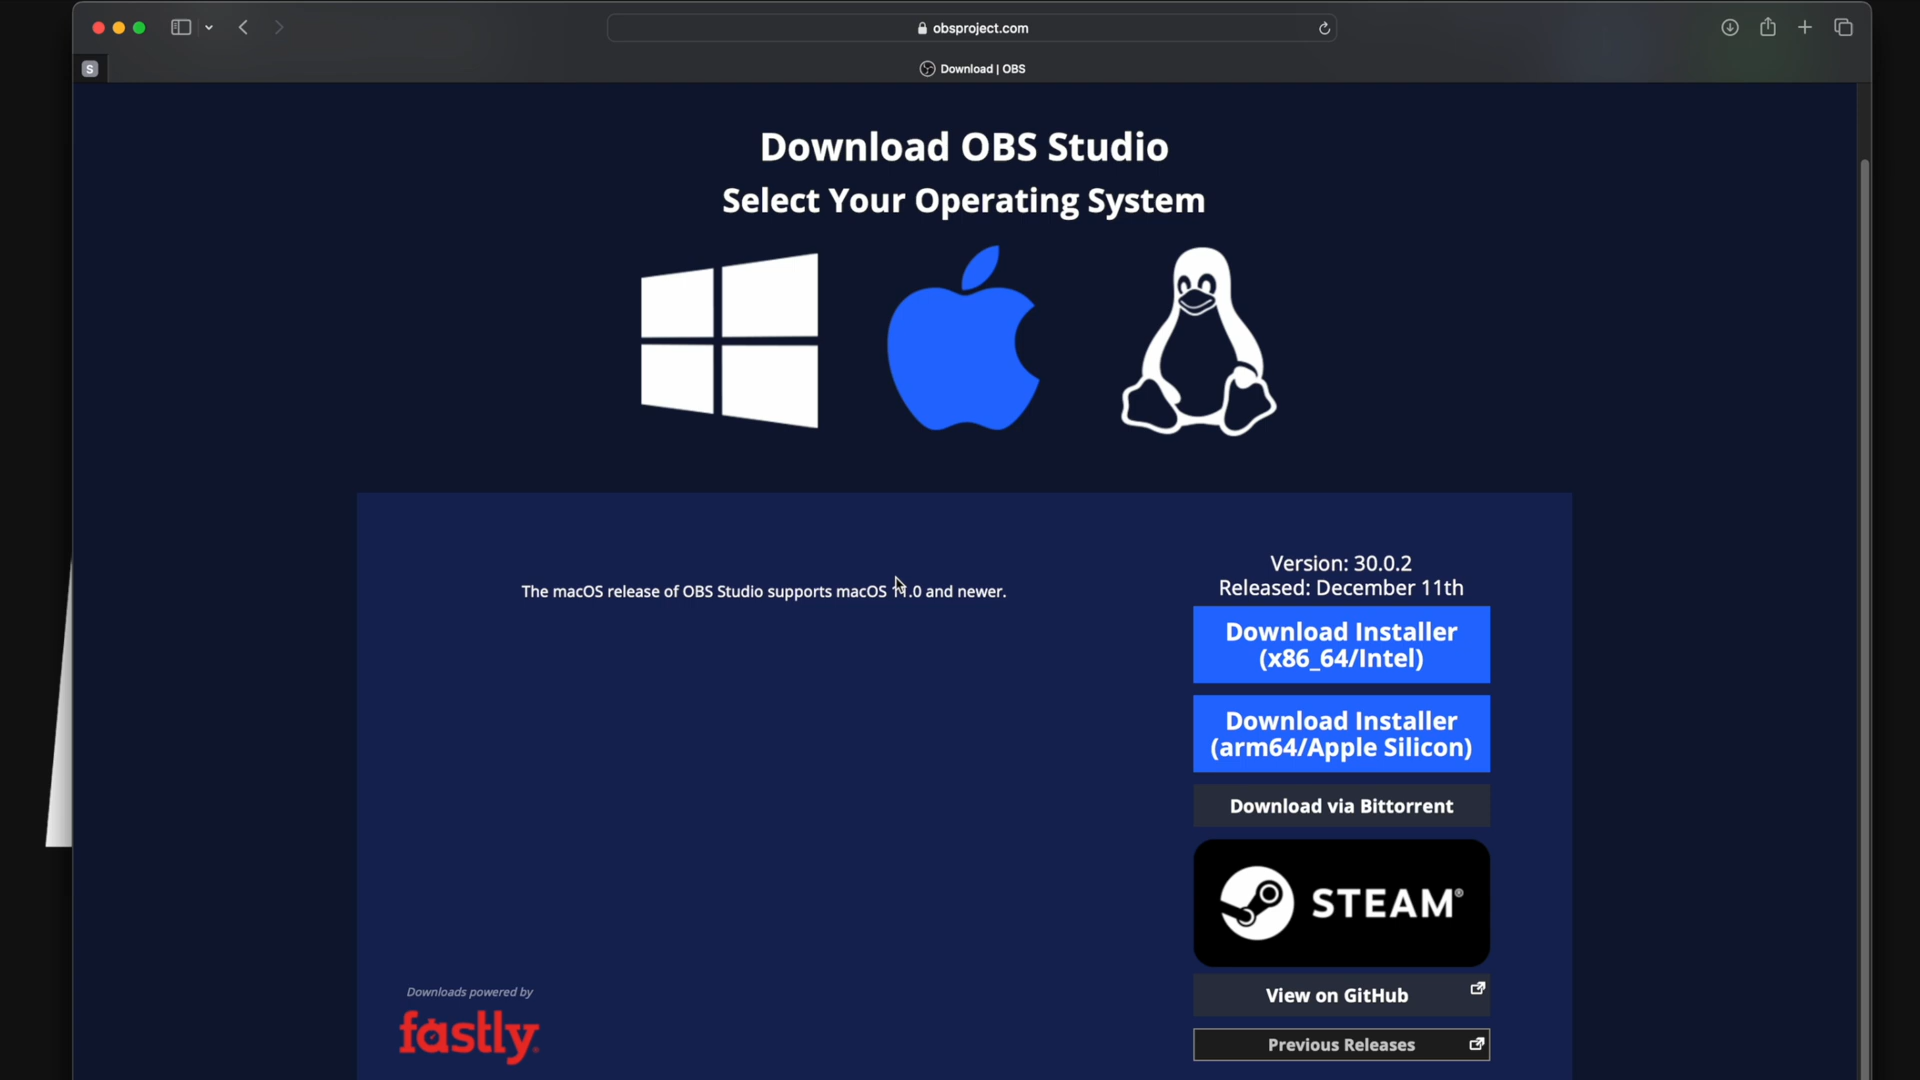 obsproject.com
S
Download | OBS
Download OBS Studio
Select Your Operating System
The macOS release of OBS Studio supports macOS 11.0 and newer.
Version: 30.0.2
Released: December 11th
Download Installer
(x86_64/Intel)
Download Installer
(arm64/Apple Silicon)
Download via Bittorrent
STEAM®
View on GitHub
Previous Releases
Downloads powered by
fastly